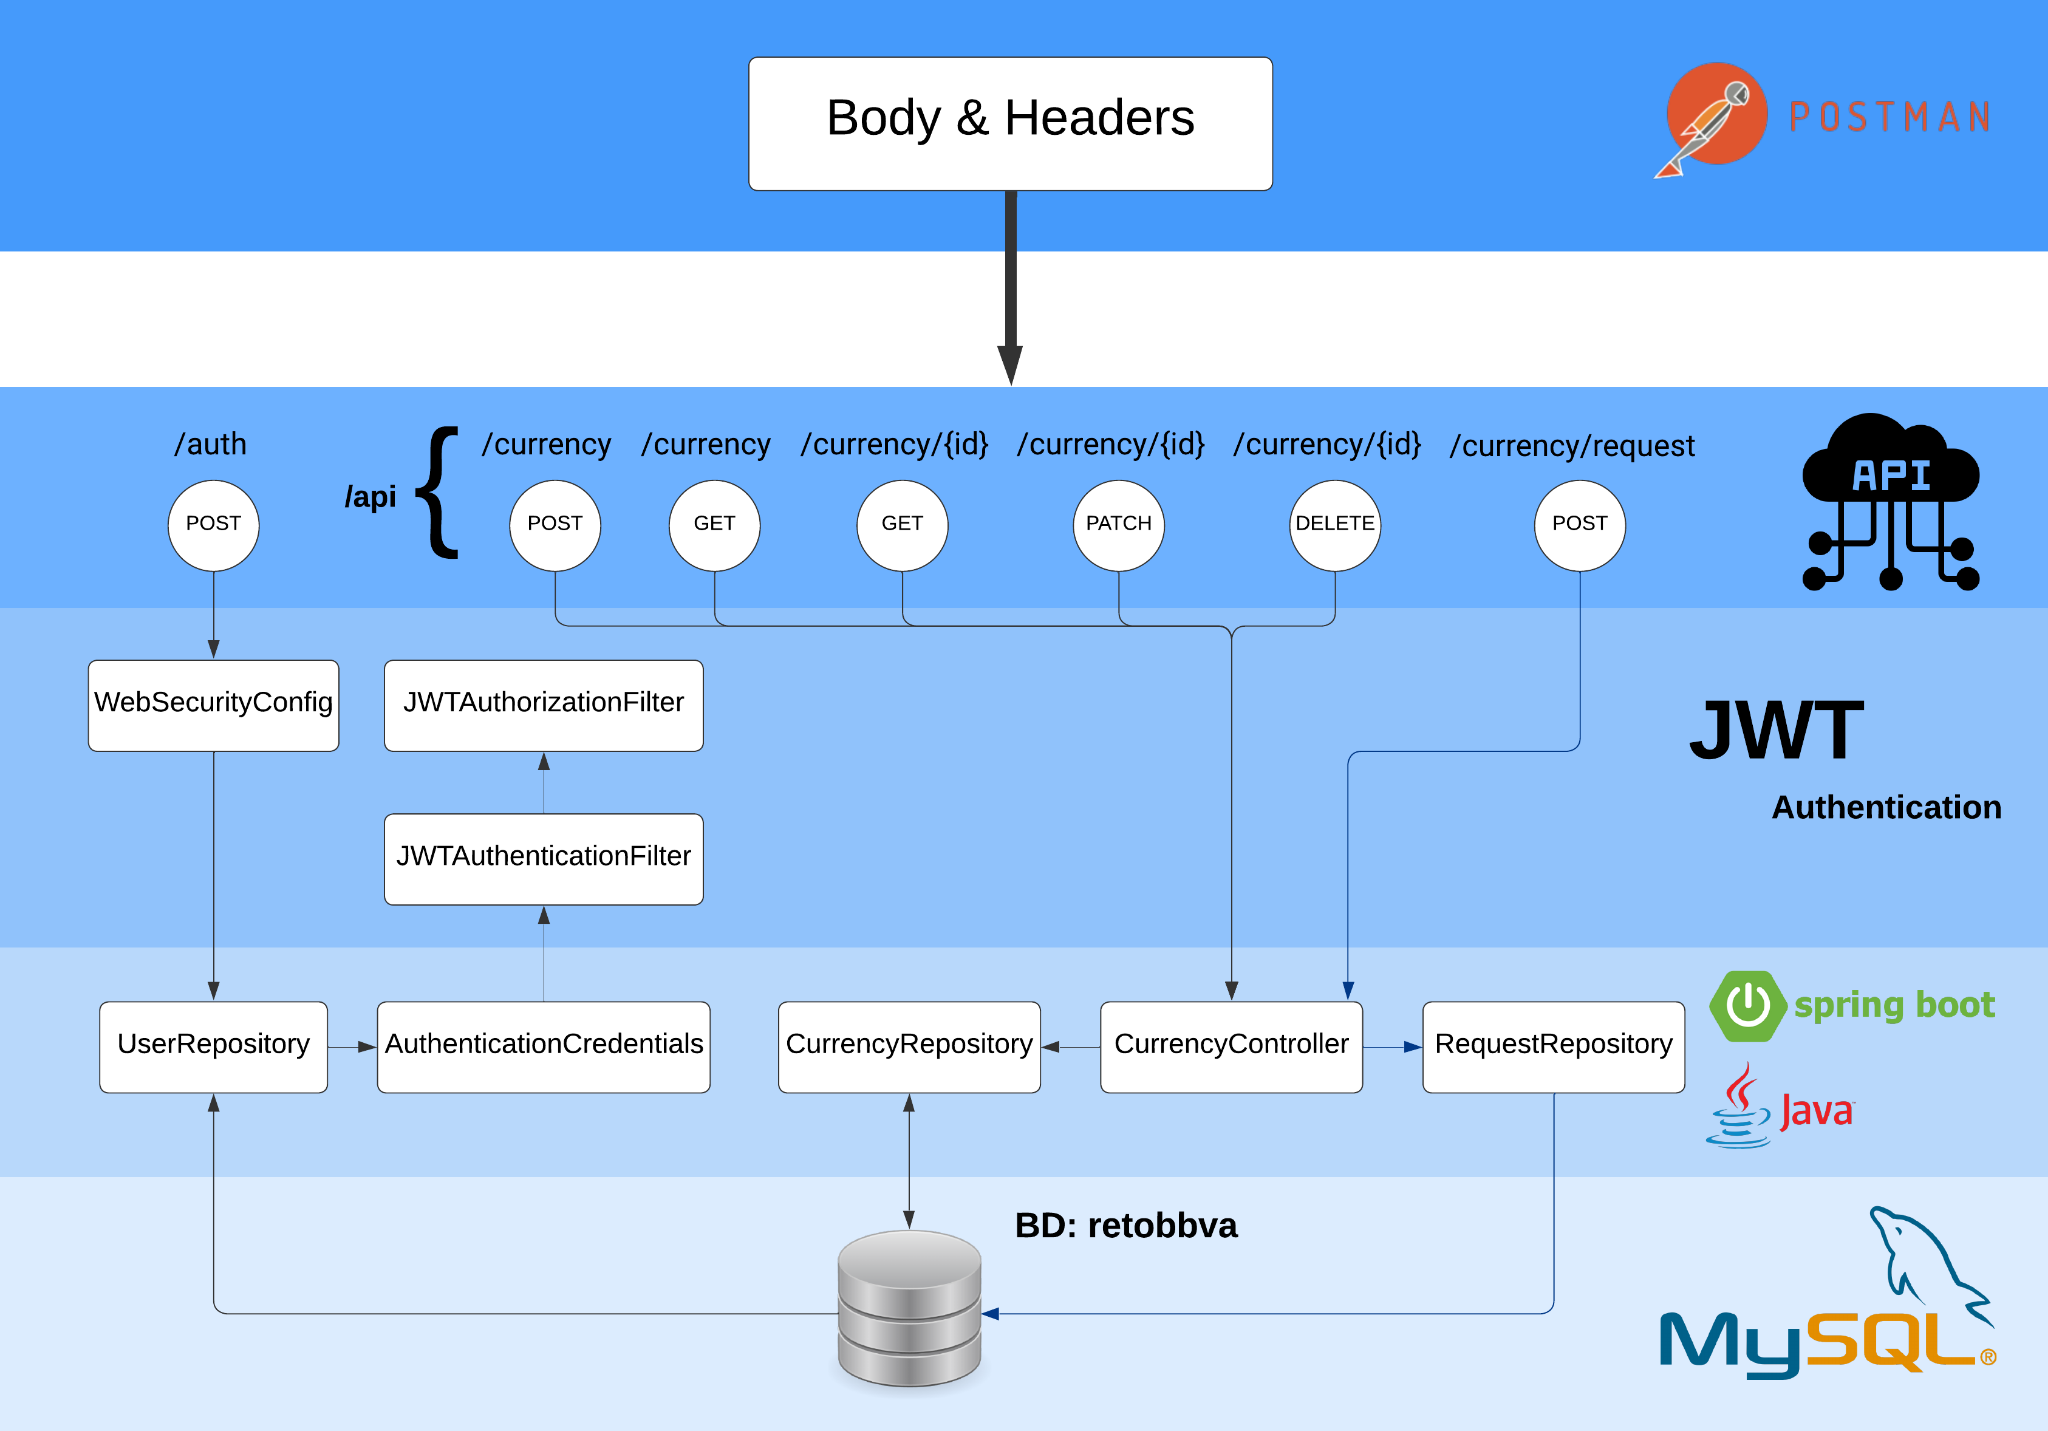 Body & Headers
POSTMAN
/auth
/api
{
/currency
/currency
/currency/{id}
/currency/{id}
/currency/{id}
/currency/request
POST
POST
GET
GET
PATCH
DELETE
POST
API
WebSecurityConfig
JWTAuthorizationFilter
JWT
Authentication
JWTAuthenticationFilter
UserRepository
AuthenticationCredentials
CurrencyRepository
CurrencyController
RequestRepository
spring boot
Java
BD: retobbva
MySQL®